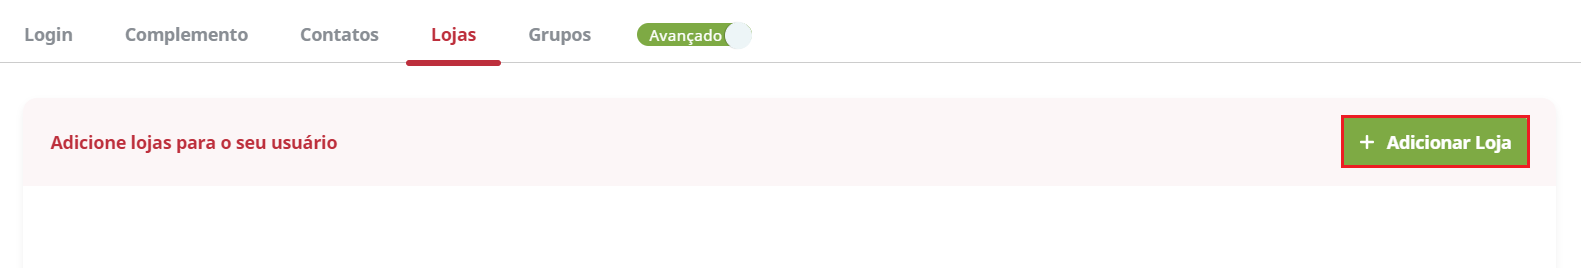 Login Complemento Contatos Lojas Grupos Avançado
Adicione lojas para o seu usuário
+ Adicionar Loja